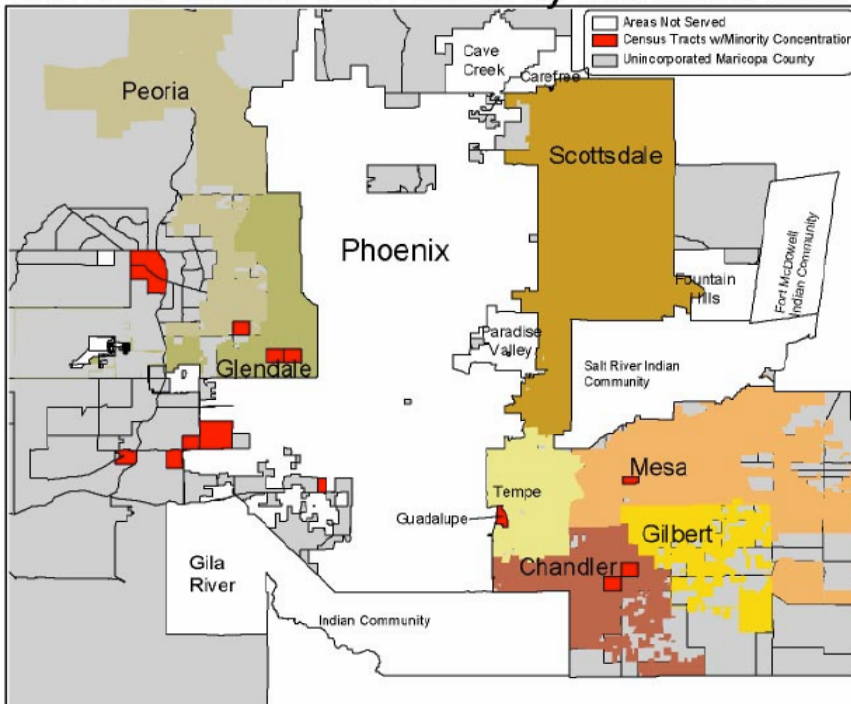 Areas Not Served
Census Tracts w/Minority Concentration
Unincorporated Maricopa County
Cave
Creek
Carefree
Peoria
Scottsdale
Phoenix
Fort McDowell
Indian Community
Fountain
Hills
Paradise
Valley
Glendale
Salt River Indian
Community
Mesa
Tempe
Guadalupe
Gilbert
Chandler
Gila
River
Indian Community